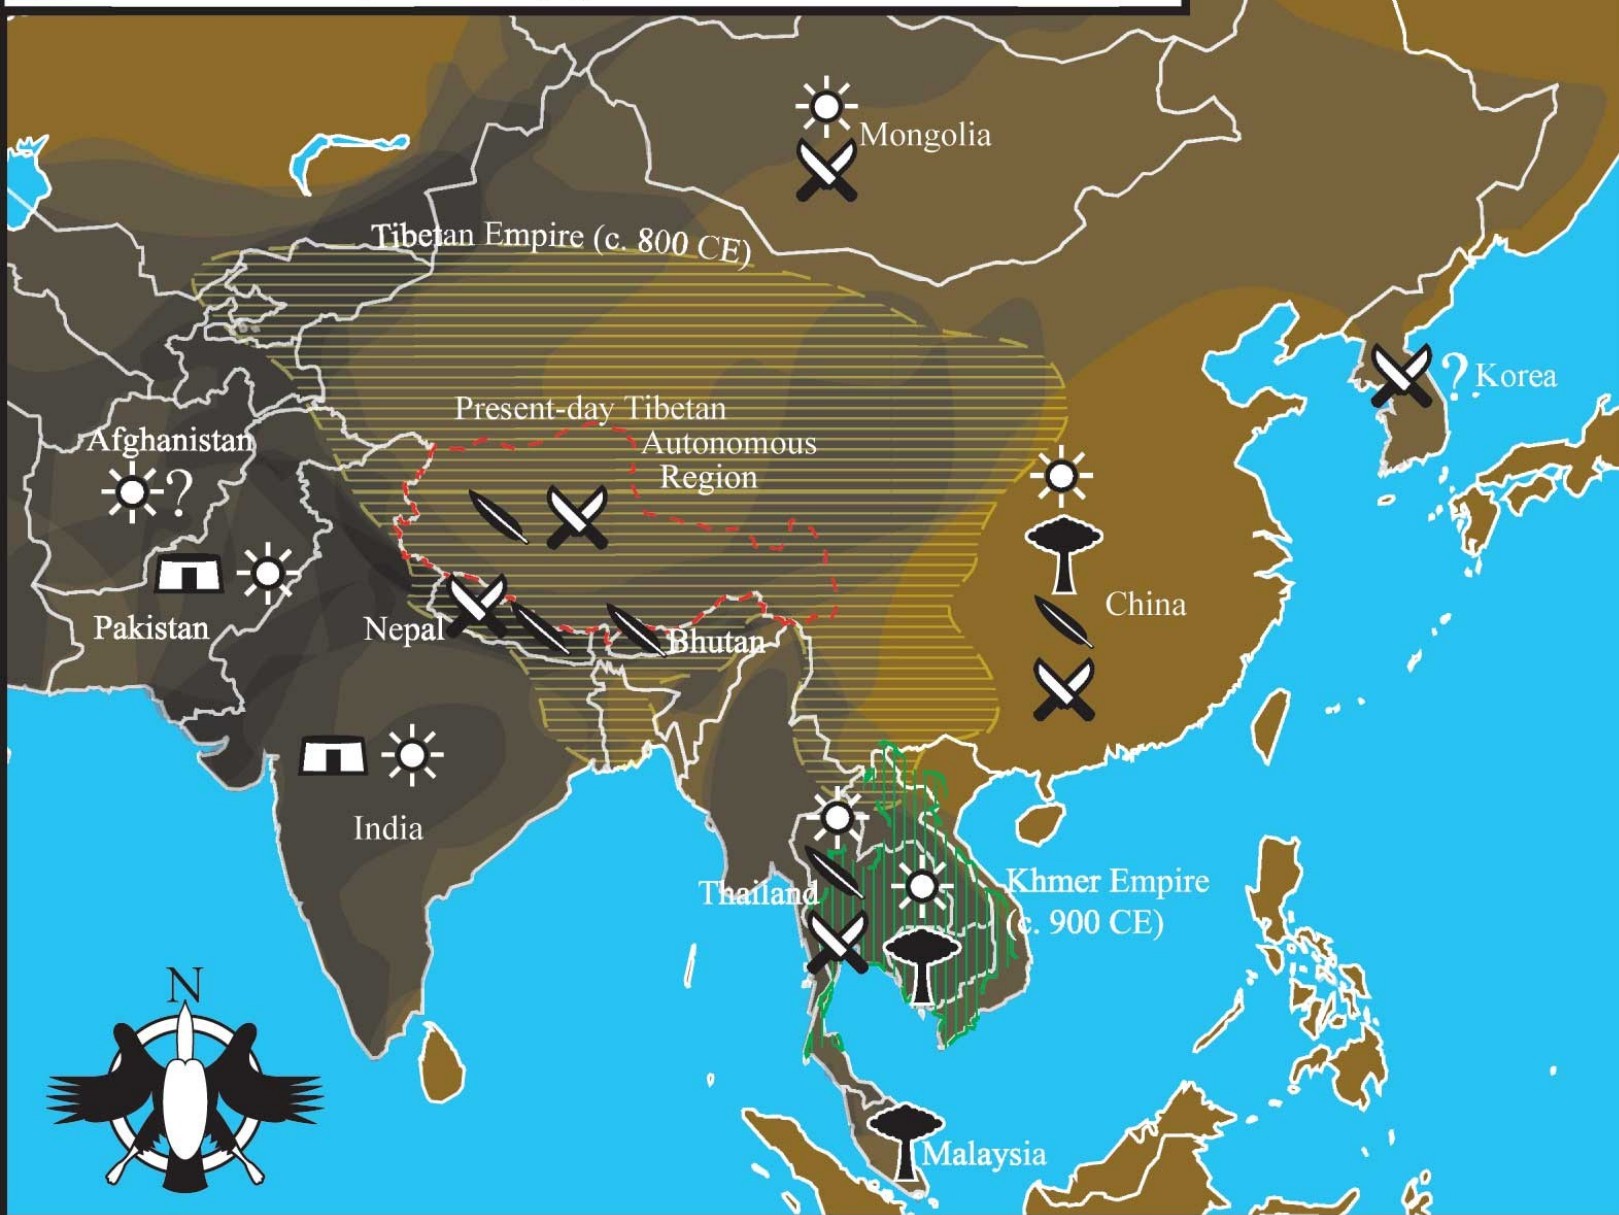 Mongolia
Tibetan Empire (c. 800 CE)
? Korea
Present-day Tibetan
Autonomous
Region
Afghanistan
?
China
Pakistan
Nepal
Bhutan
India
Thailand
Khmer Empire
(c. 900 CE)
N
Malaysia